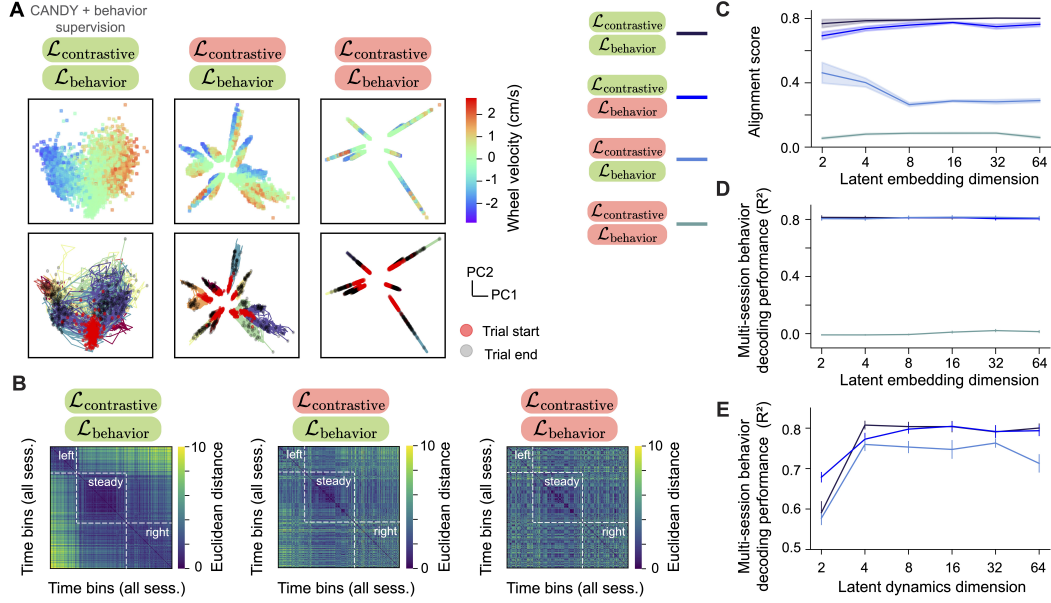 A
CANDY + behavior
supervision
ℒcontrastive
ℒbehavior
ℒcontrastive
ℒbehavior
ℒcontrastive
ℒbehavior
2
1
0
-1
-2
Wheel velocity (cm/s)
PC2
PC1
Trial start
Trial end
ℒcontrastive
ℒbehavior
ℒcontrastive
ℒbehavior
ℒcontrastive
ℒbehavior
ℒcontrastive
ℒbehavior
B
ℒcontrastive
ℒbehavior
Time bins (all sess.)
left
steady
right
Time bins (all sess.)
10
0
Euclidean distance
ℒcontrastive
ℒbehavior
Time bins (all sess.)
left
steady
right
Time bins (all sess.)
10
0
Euclidean distance
ℒcontrastive
ℒbehavior
Time bins (all sess.)
left
steady
right
Time bins (all sess.)
10
0
Euclidean distance
C
Alignment score
0.8
0.4
0.0
2 4 8 16 32 64
Latent embedding dimension
D
Multi-session behavior
decoding performance (R²)
0.8
0.4
0.0
2 4 8 16 32 64
Latent embedding dimension
E
Multi-session behavior
decoding performance (R²)
0.8
0.7
0.6
0.5
2 4 8 16 32 64
Latent dynamics dimension